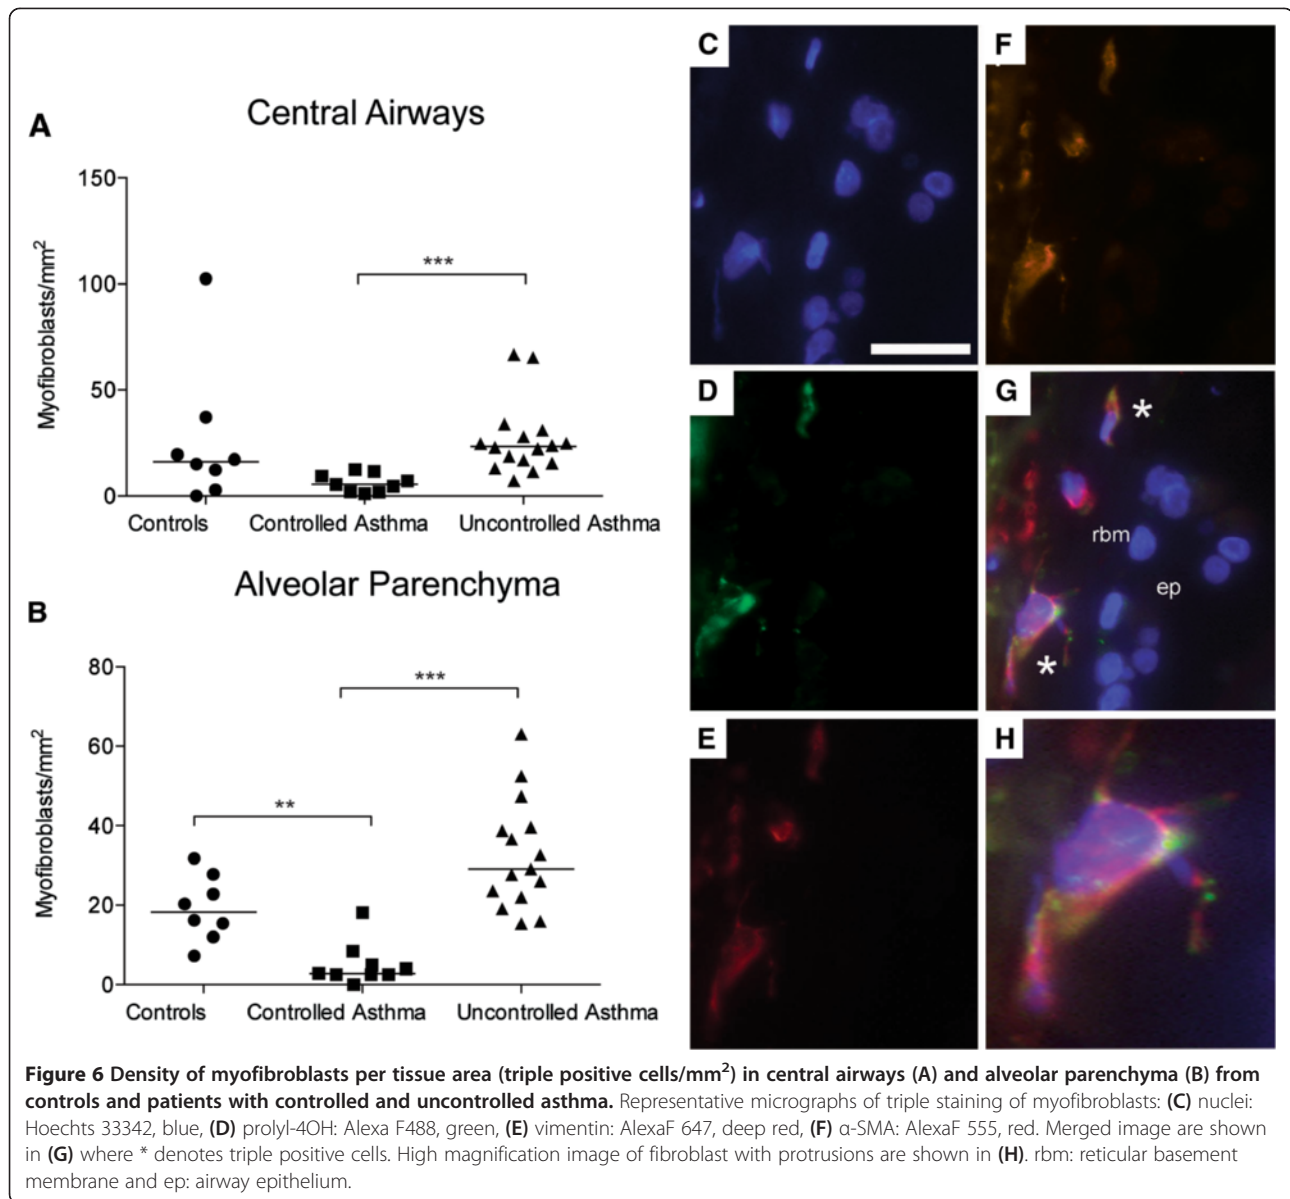 A
Central Airways
Myofibroblasts/mm²
150
100
50
0
***
Controls
Controlled Asthma
Uncontrolled Asthma
B
Alveolar Parenchyma
Myofibroblasts/mm²
80
60
40
20
0
**
***
Controls
Controlled Asthma
Uncontrolled Asthma
C
F
D
G
*
rbm
ep
*
E
H
Figure 6 Density of myofibroblasts per tissue area (triple positive cells/mm²) in central airways (A) and alveolar parenchyma (B) from
controls and patients with controlled and uncontrolled asthma. Representative micrographs of triple staining of myofibroblasts: (C) nuclei:
Hoechts 33342, blue, (D) prolyl-4OH: Alexa F488, green, (E) vimentin: AlexaF 647, deep red, (F) α-SMA: AlexaF 555, red. Merged image are shown
in (G) where * denotes triple positive cells. High magnification image of fibroblast with protrusions are shown in (H). rbm: reticular basement
membrane and ep: airway epithelium.